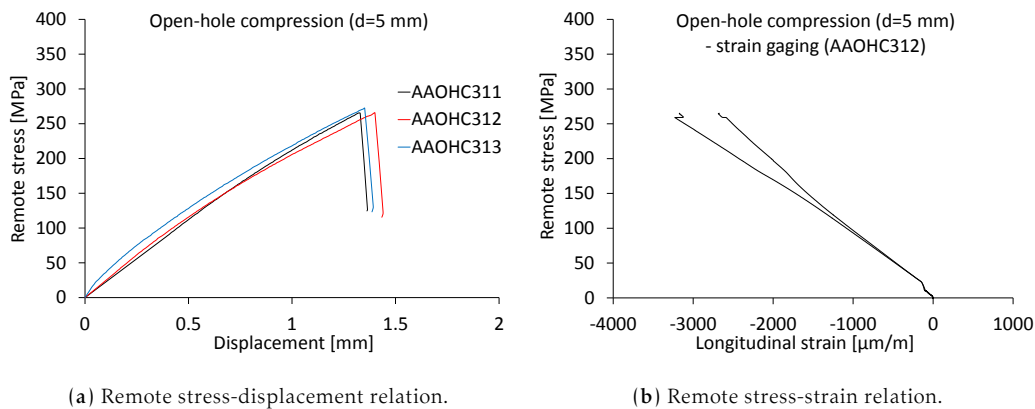 Open-hole compression (d=5 mm)
400
350
300
250
200
150
100
50
0
Remote stress [MPa]
AAOHC311
AAOHC312
AAOHC313
0
0.5
1
1.5
2
Displacement [mm]
(a) Remote stress-displacement relation.
Open-hole compression (d=5 mm)
- strain gaging (AAOHC312)
400
350
300
250
200
150
100
50
0
Remote stress [MPa]
-4000
-3000
-2000
-1000
0
1000
Longitudinal strain [µm/m]
(b) Remote stress-strain relation.